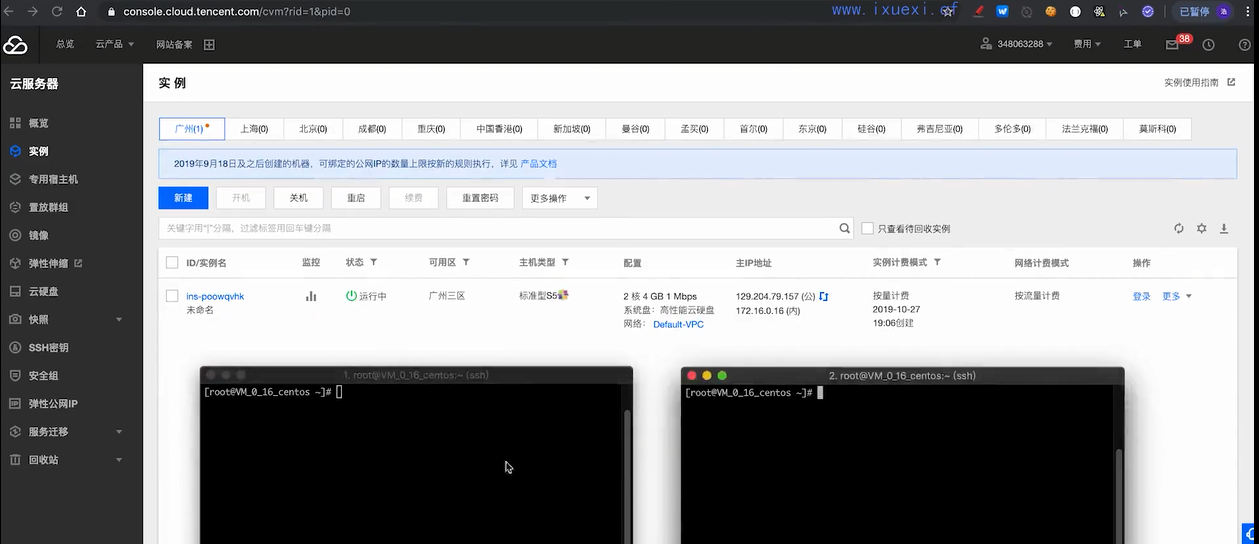 console.cloud.tencent.com/cvm?rid=1&pid=0
www.ixuexi.cf
已暂停
浩
总览
云产品
网站备案
348063288
费用
工单
38
云服务器
概览
实例
专用宿主机
置放群组
镜像
弹性伸缩
云硬盘
快照
SSH密钥
安全组
弹性公网IP
服务迁移
回收站
实例
实例使用指南
广州(1) 上海(0) 北京(0) 成都(0) 重庆(0) 中国香港(0) 新加坡(0) 曼谷(0) 孟买(0) 首尔(0) 东京(0) 硅谷(0) 弗吉尼亚(0) 多伦多(0) 法兰克福(0) 莫斯科(0)
2019年9月18日及之后创建的机器，可绑定的公网IP的数量上限按新的规则执行，详见 产品文档
新建 开机 关机 重启 续费 重置密码 更多操作
关键字用"|"分隔，过滤标签用回车键分隔
只查看待回收实例
ID/实例名 监控 状态 可用区 主机类型 配置 主IP地址 实例计费模式 网络计费模式 操作
ins-poowqvhk 运行中 广州三区 标准型S5 2 核 4 GB 1 Mbps 129.204.79.157 (公) 按量计费 按流量计费 登录 更多
未命名 系统盘：高性能云硬盘 172.16.0.16 (内) 2019-10-27
网络：Default-VPC 19:06创建
1. root@VM_0_16_centos:~ (ssh)
[root@VM_0_16_centos ~]#
2. root@VM_0_16_centos:~ (ssh)
[root@VM_0_16_centos ~]#